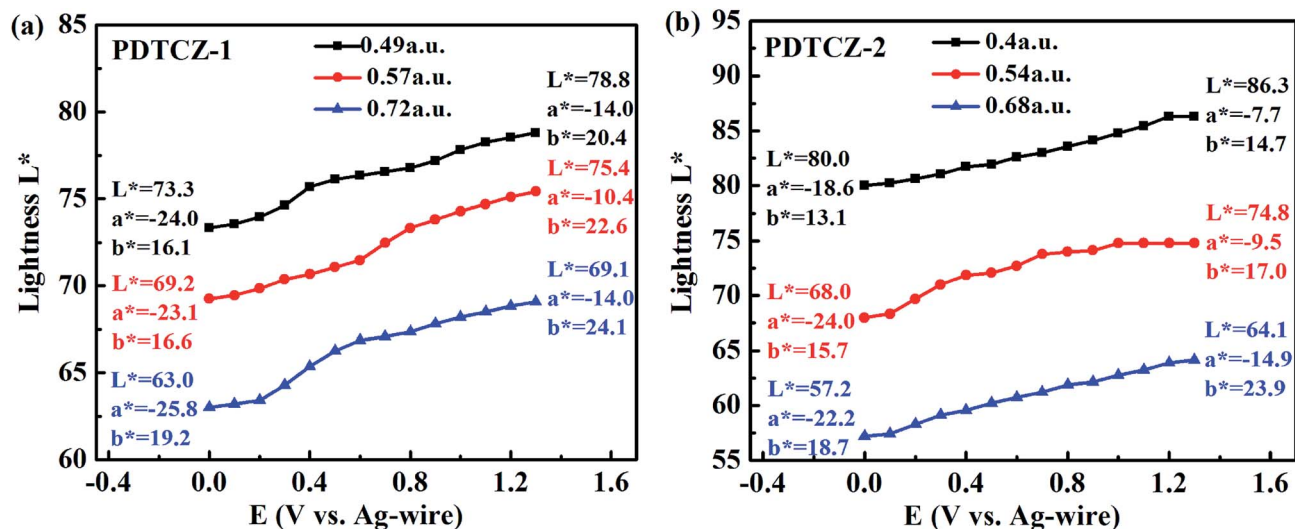 (a)
PDTCZ-1
0.49a.u.
0.57a.u.
0.72a.u.
L*=78.8
a*=-14.0
b*=20.4
L*=75.4
a*=-10.4
b*=22.6
L*=69.1
a*=-14.0
b*=24.1
L*=73.3
a*=-24.0
b*=16.1
L*=69.2
a*=-23.1
b*=16.6
L*=63.0
a*=-25.8
b*=19.2
Lightness L*
85
80
75
70
65
60
-0.4 0.0 0.4 0.8 1.2 1.6
E (V vs. Ag-wire)
(b)
PDTCZ-2
0.4a.u.
0.54a.u.
0.68a.u.
L*=86.3
a*=-7.7
b*=14.7
L*=74.8
a*=-9.5
b*=17.0
L*=64.1
a*=-14.9
b*=23.9
L*=80.0
a*=-18.6
b*=13.1
L*=68.0
a*=-24.0
b*=15.7
L*=57.2
a*=-22.2
b*=18.7
Lightness L*
95
90
85
80
75
70
65
60
55
-0.4 0.0 0.4 0.8 1.2 1.6
E (V vs. Ag-wire)